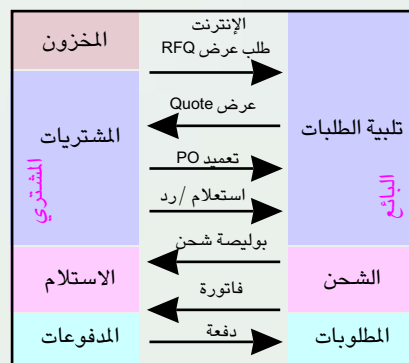 الإنترنت
المخزون
طلب عرض RFQ
عرض Quote
المشتريات
تلبية الطلبات
تعميد PO
المشتري
البائع
استعلام / رد
بوليصة شحن
الاستلام
الشحن
فاتورة
المدفوعات
دفعة
المطلوبات